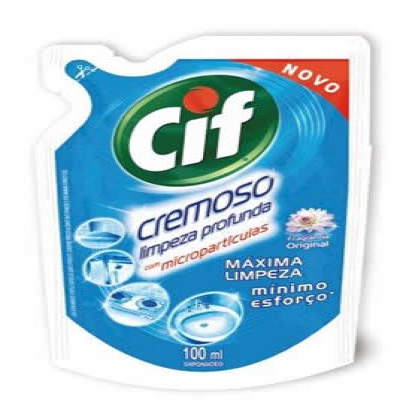 NOVO
Cif
cremoso
limpeza profunda
com micropartículas
Fragrância
Original
MÁXIMA
LIMPEZA
mínimo
esforço
100 ml
SAPONÁCEO